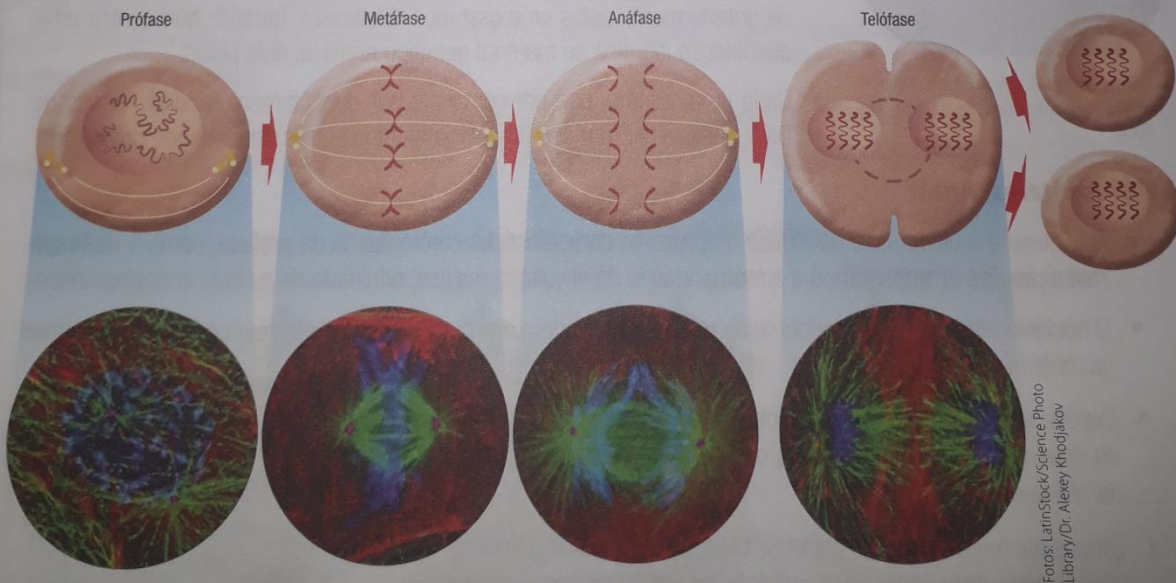 Prófase
Metáfase
Anáfase
Telófase
Fotos: LatinStock/Science Photo
Library/Dr. Alexey Khodjakov